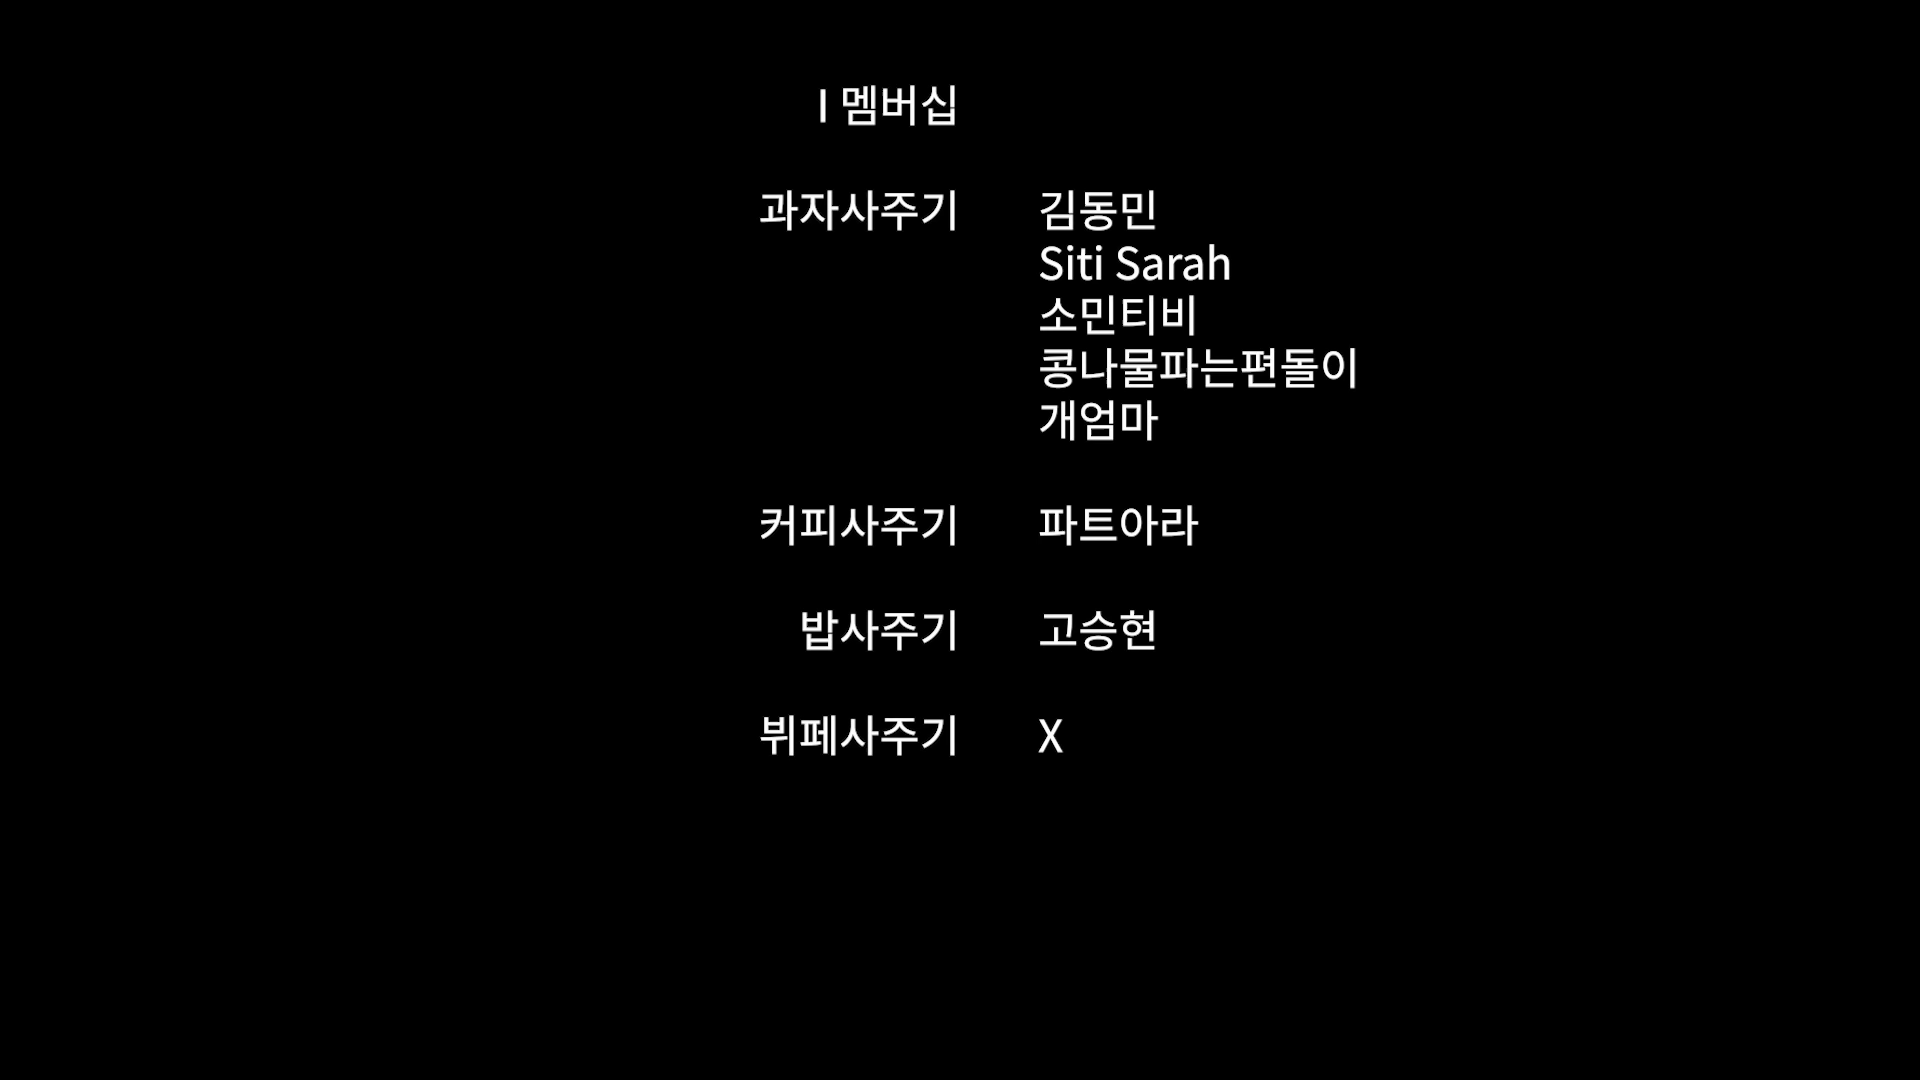 I 멤버십
과자사주기 김동민
Siti Sarah
소민티비
콩나물파는편돌이
개엄마
커피사주기 파트아라
밥사주기 고승현
뷔페사주기 X